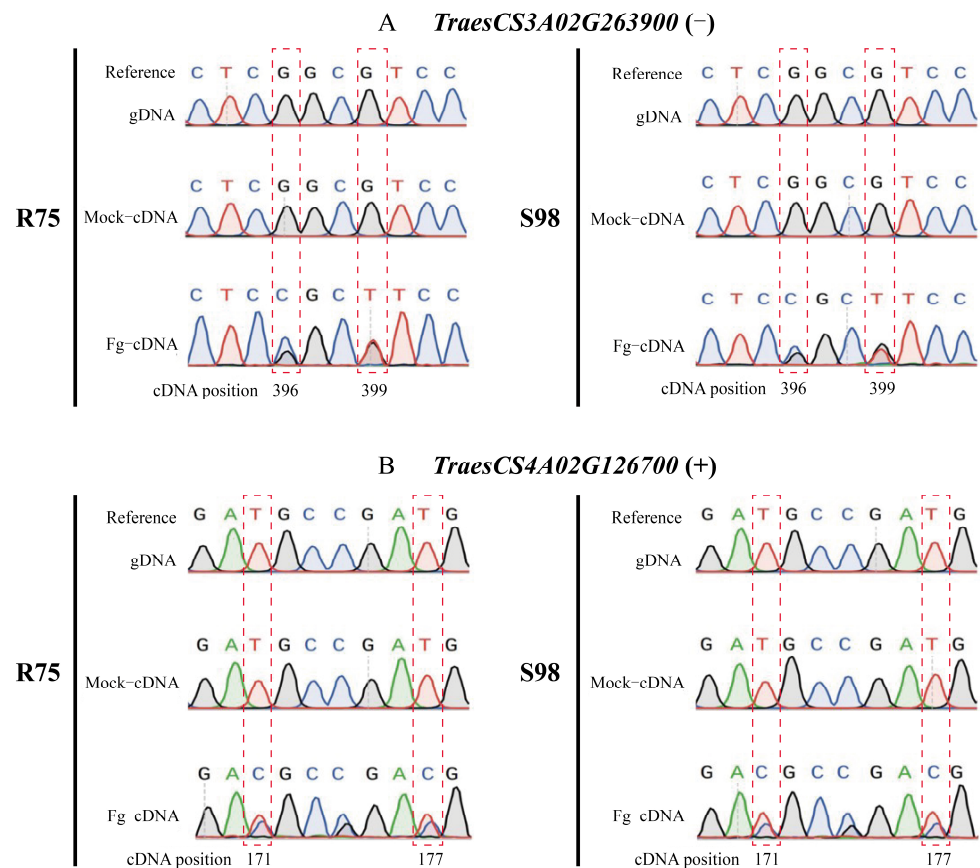 A TraesCS3A02G263900 (−)
R75
Reference C T C G G C G T C C
gDNA
C T C G G C G T C C
Mock-cDNA
C T C C G C T T C C
Fg-cDNA
cDNA position 396 399
S98
Reference C T C G G C G T C C
gDNA
C T C G G C G T C C
Mock-cDNA
C T C C G C T T C C
Fg-cDNA
cDNA position 396 399
B TraesCS4A02G126700 (+)
R75
Reference G A T G C C G A T G
gDNA
G A T G C C G A T G
Mock-cDNA
G A C G C C G A C G
Fg cDNA
cDNA position 171 177
S98
Reference G A T G C C G A T G
gDNA
G A T G C C G A T G
Mock-cDNA
G A C G C C G A C G
Fg cDNA
cDNA position 171 177